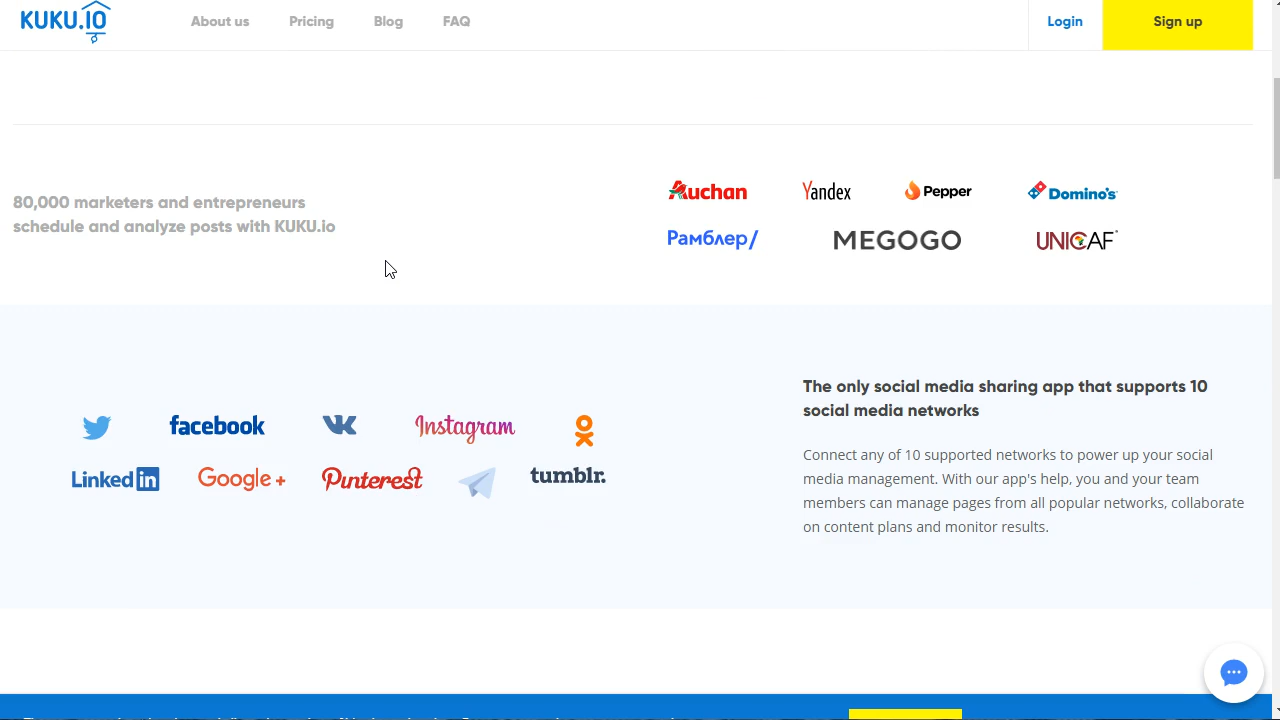 KUKU.IO
About us
Pricing
Blog
FAQ
Login
Sign up
80,000 marketers and entrepreneurs
schedule and analyze posts with KUKU.io
Auchan
Yandex
Pepper
Domino's
Рамблер/
MEGOGO
UNICAF
facebook
Instagram
Linked in
Google +
Pinterest
tumblr.
The only social media sharing app that supports 10
social media networks
Connect any of 10 supported networks to power up your social
media management. With our app's help, you and your team
members can manage pages from all popular networks, collaborate
on content plans and monitor results.